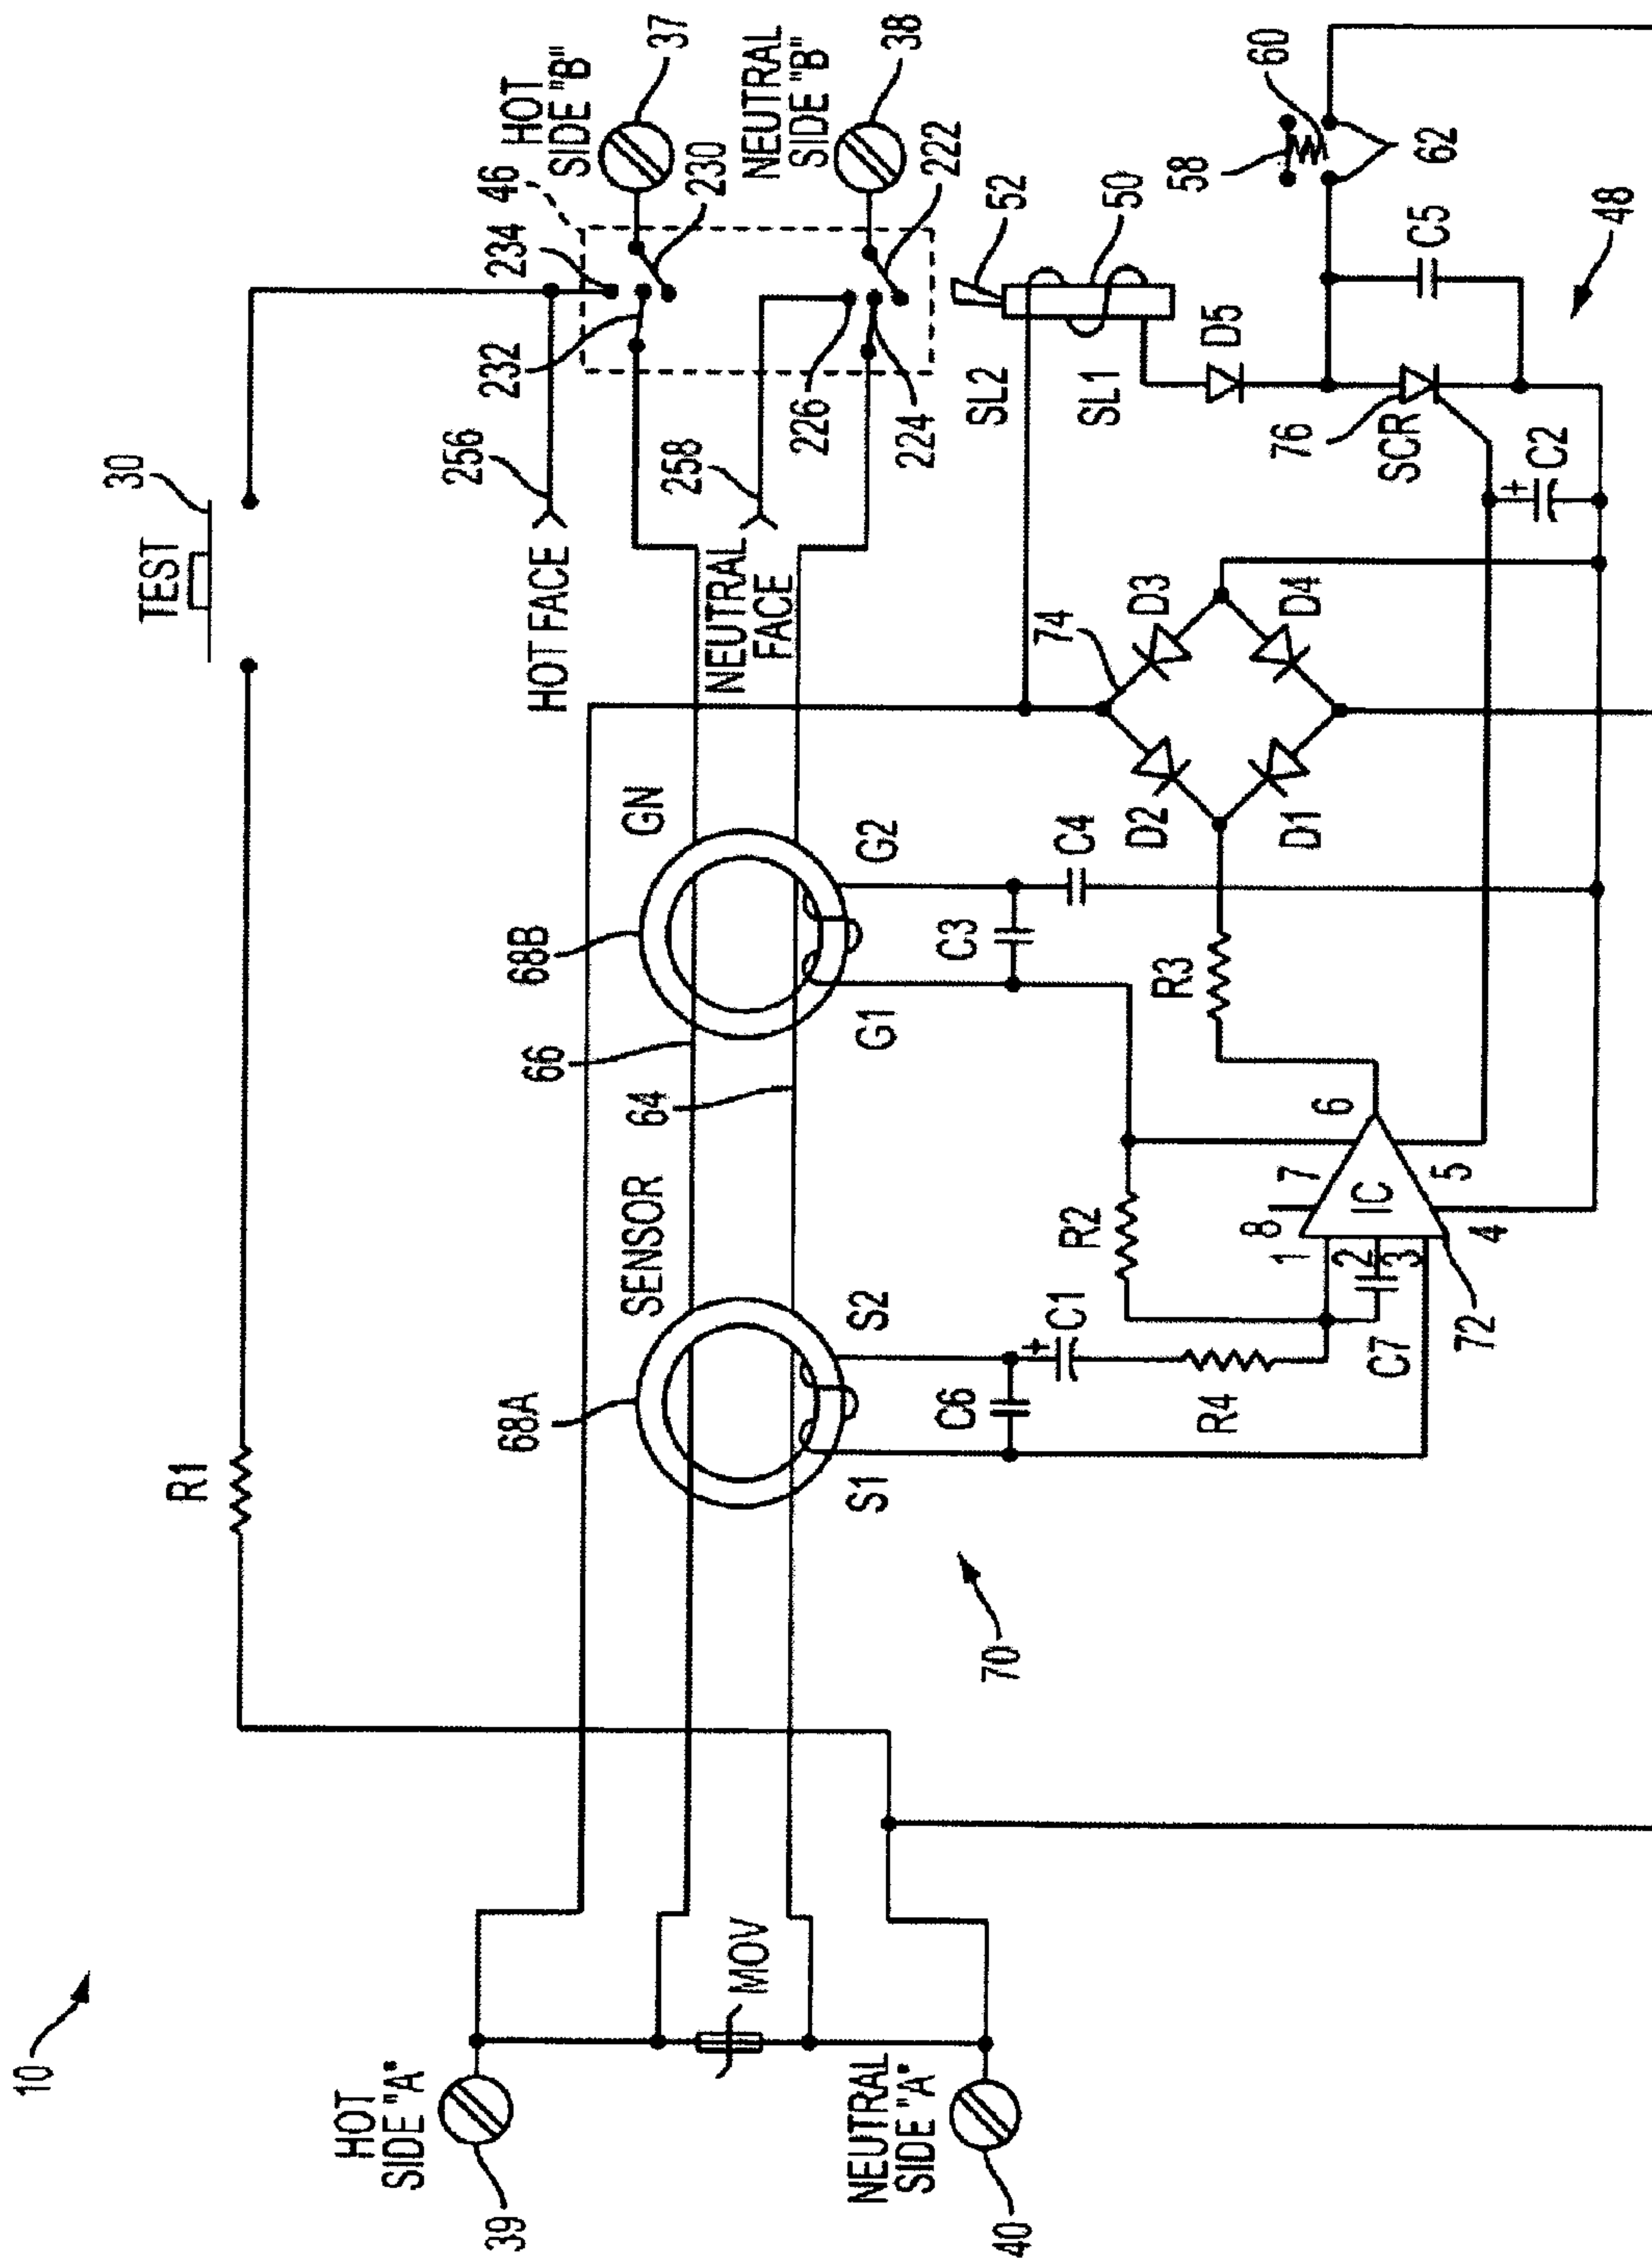 10
TEST
30
R1
HOT
SIDE "A"
39
NEUTRAL
SIDE "A"
40
MOV
70
68A
SENSOR
S1
S2
66
64
68B
GN
G1
G2
HOT FACE
256
NEUTRAL
FACE
258
232
234
46
HOT
SIDE "B"
37
230
NEUTRAL
SIDE "B"
38
222
226
224
52
50
SL2
SL1
D5
58
60
62
C5
48
76
SCR
C2
+
74
D3
D4
D2
D1
R3
C3
C4
R2
C6
C1
+
R4
C7
72
IC
1
2
3
4
5
6
7
8